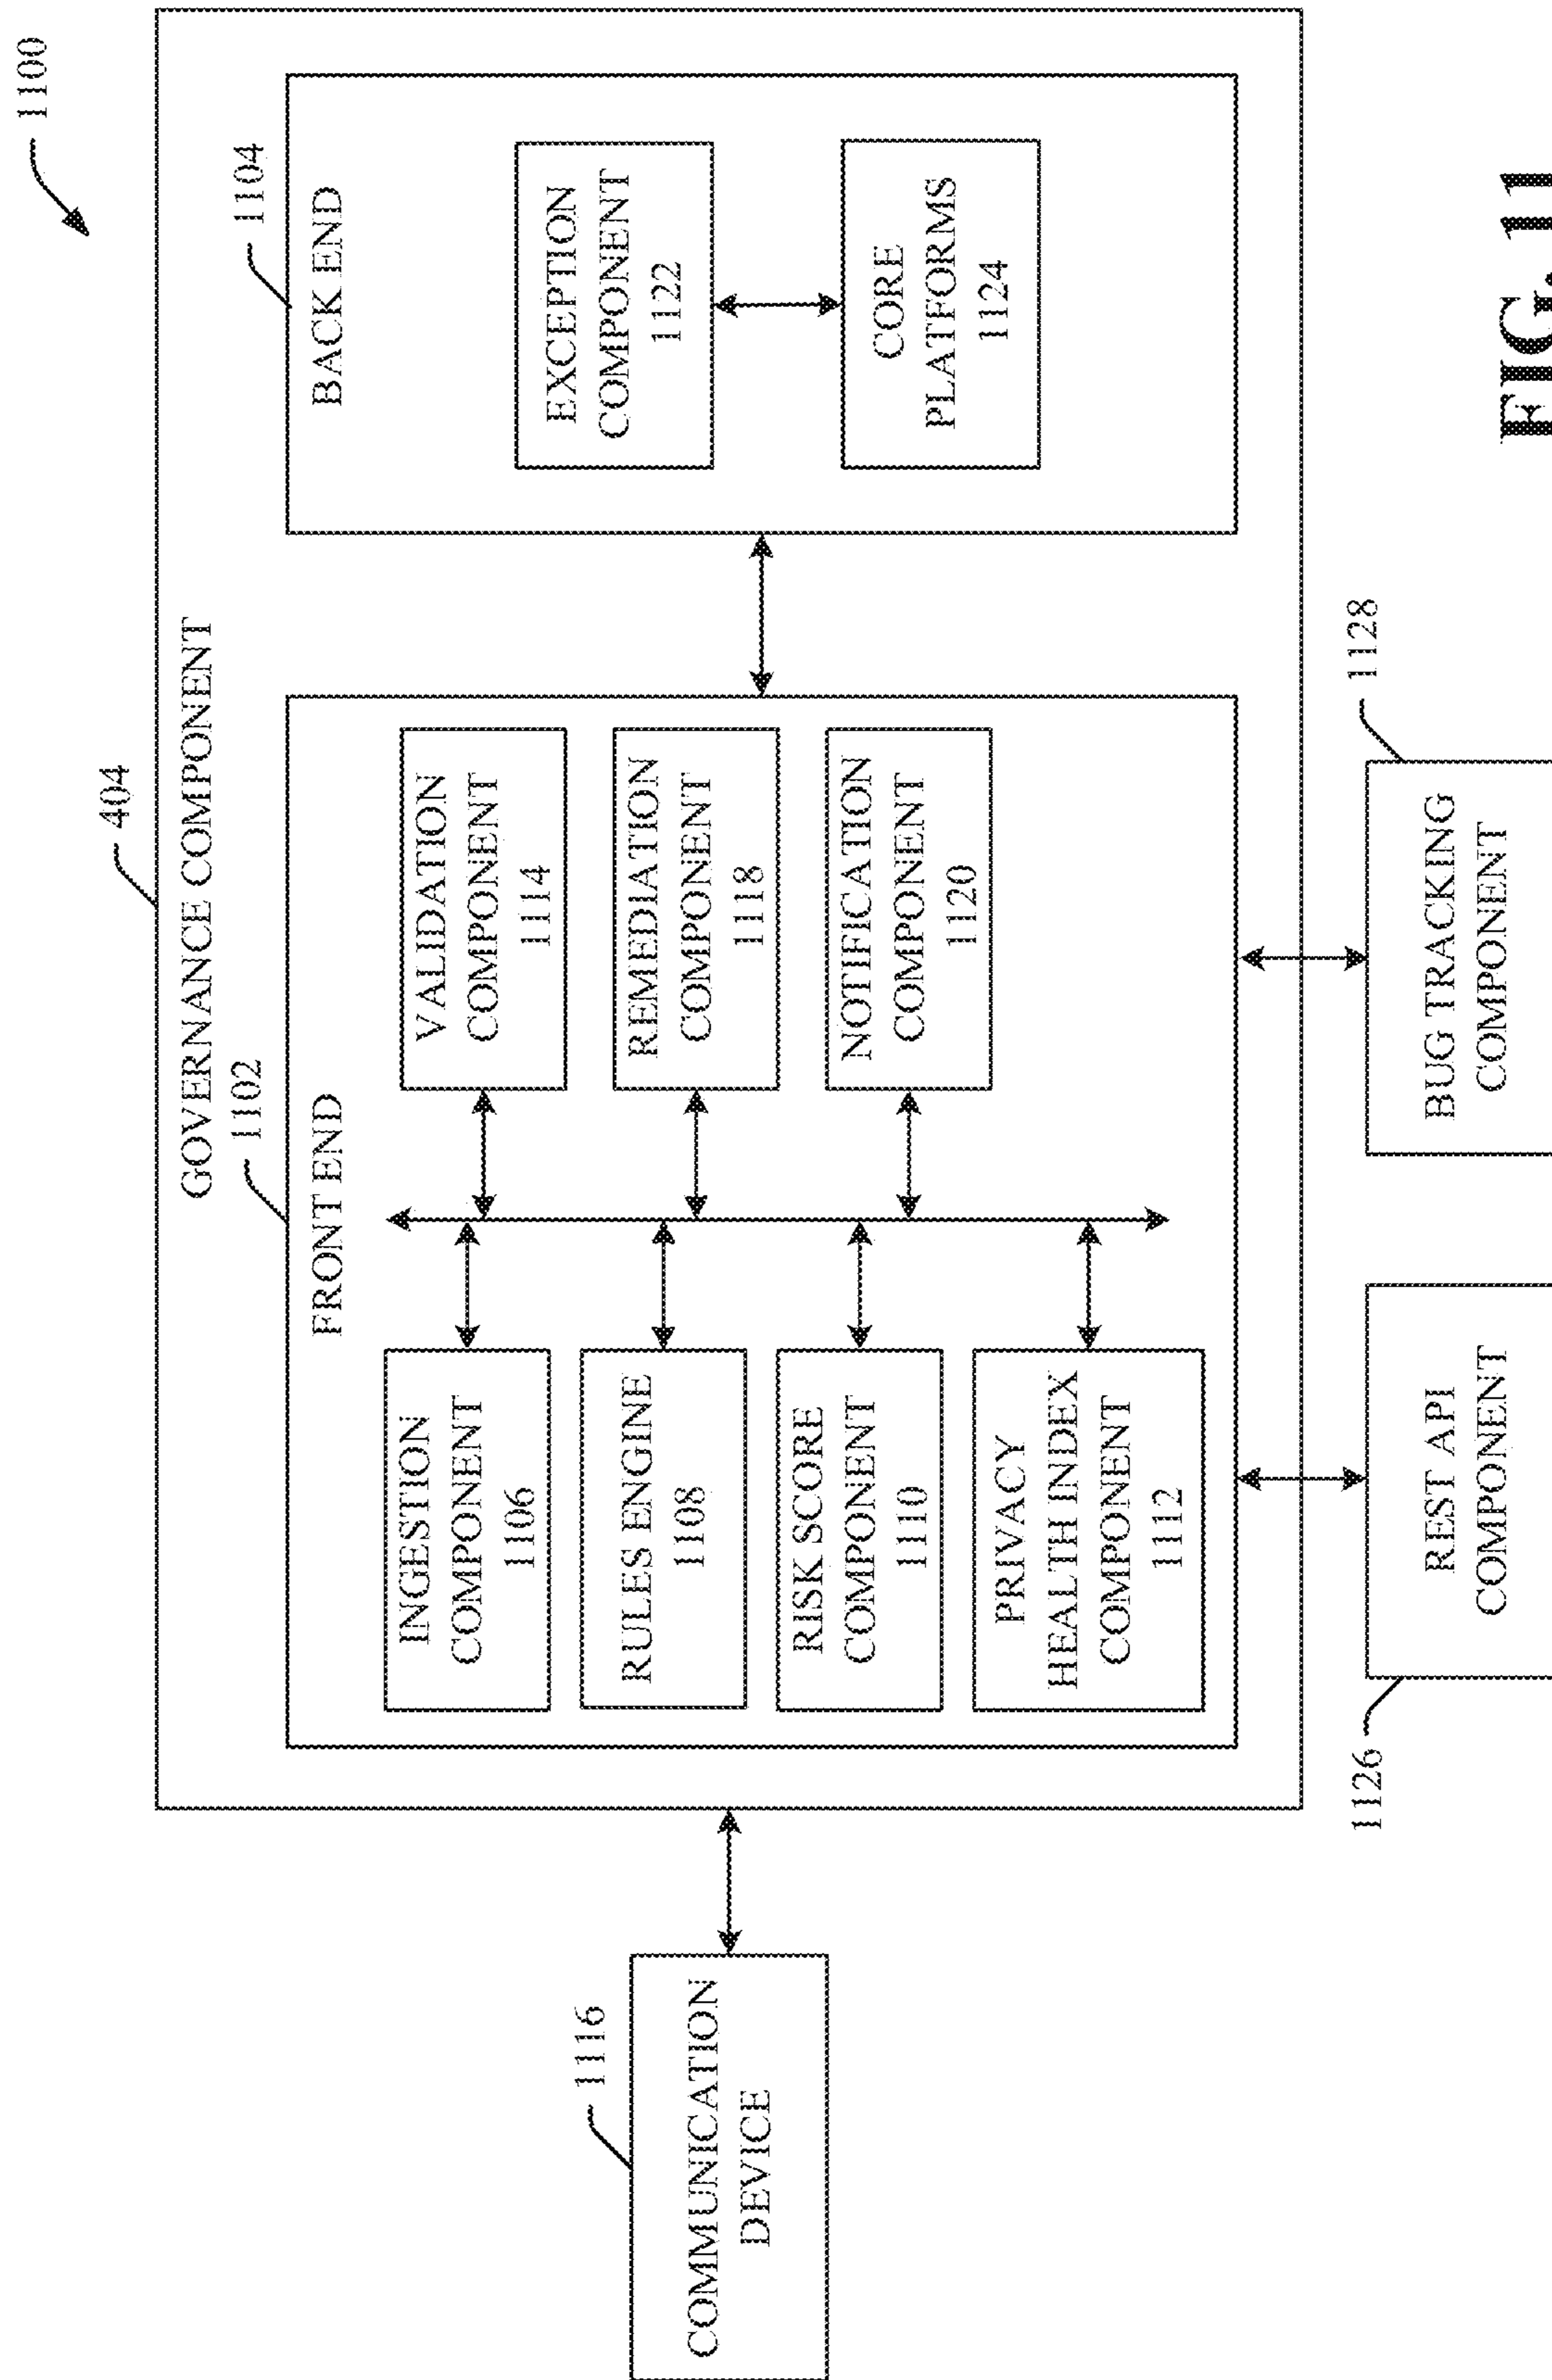 1100
404
GOVERNANCE COMPONENT
1102
FRONT END
INGESTION
COMPONENT
1106
RULES ENGINE
1108
RISK SCORE
COMPONENT
1110
PRIVACY
HEALTH INDEX
COMPONENT
1112
VALIDATION
COMPONENT
1114
REMEDIATION
COMPONENT
1118
NOTIFICATION
COMPONENT
1120
1104
BACK END
EXCEPTION
COMPONENT
1122
CORE
PLATFORMS
1124
1116
COMMUNICATION
DEVICE
1126
REST API
COMPONENT
1128
BUG TRACKING
COMPONENT
FIG. 11